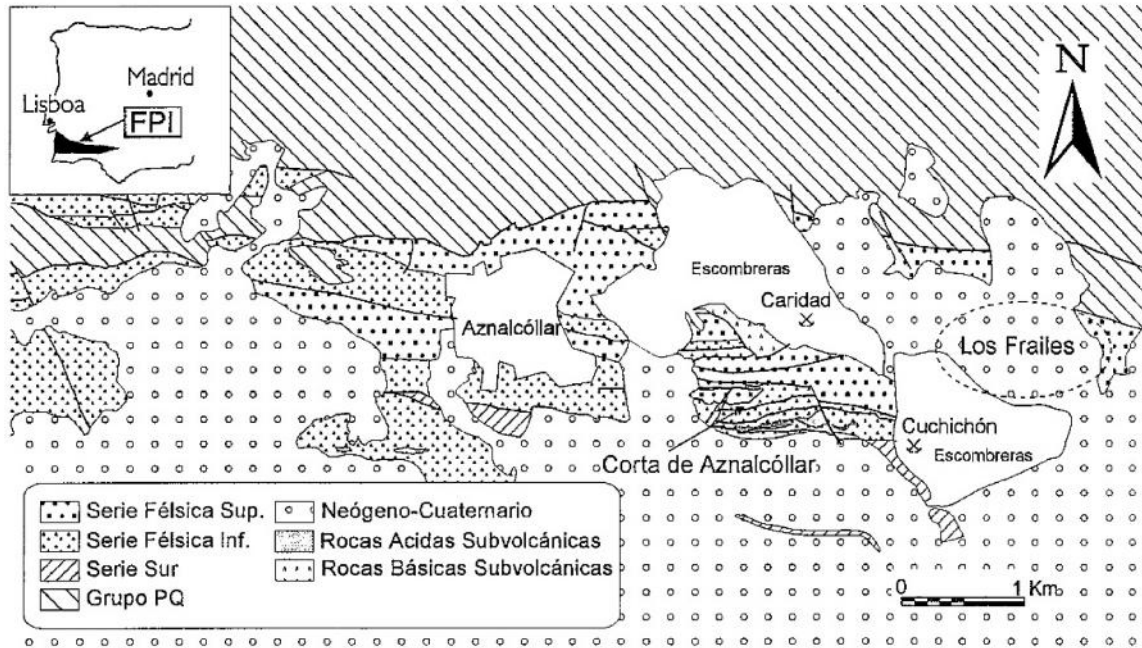 Madrid
Lisboa
FPI
N
Escombreras
Caridad
Aznalcóllar
Los Frailes
Cuchichón
Escombreras
Corta de Aznalcóllar
Serie Félsica Sup.
Serie Félsica Inf.
Serie Sur
Grupo PQ
Neógeno-Cuaternario
Rocas Acidas Subvolcánicas
Rocas Básicas Subvolcánicas
0 1 Km.